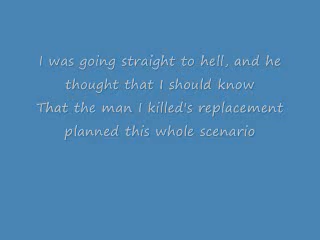 I was going straight to hell, and he
thought that I should know
That the man I killed's replacement
planned this whole scenario